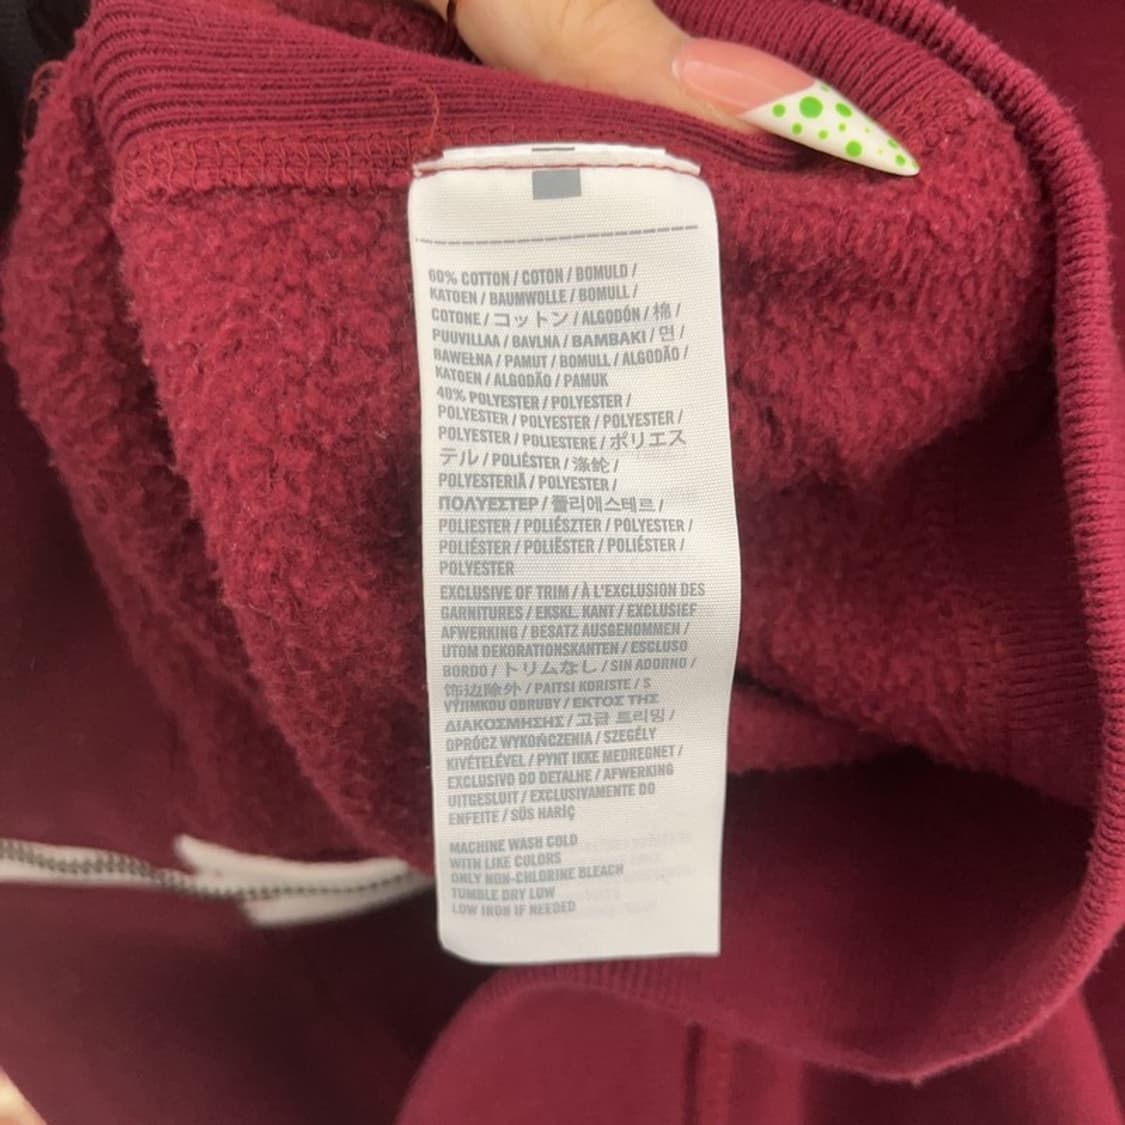 60% COTTON / COTON / BOMULD /
KATOEN / BAUMWOLLE / BOMULL /
COTONE / コットン / ALGODÓN / 棉 /
PUUVILLAA / BAVLNA / BAMBAKI / 면 /
BAWEŁNA / PAMUT / BOMULL / ALGODÃO /
KATOEN / ALGODÃO / PAMUK
40% POLYESTER / POLYESTER /
POLYESTER / POLYESTER / POLYESTER /
POLYESTER / POLIESTERE / ポリエス
テル / POLIÉSTER / 涤纶 /
POLYESTERIÄ / POLYESTER /
ΠΟΛΥΕΣΤΕΡ / 폴리에스테르 /
POLIESTER / POLIÉSZTER / POLYESTER /
POLIÉSTER / POLIËSTER / POLIÉSTER /
POLYESTER
EXCLUSIVE OF TRIM / À L'EXCLUSION DES
GARNITURES / EKSKL. KANT / EXCLUSIEF
AFWERKING / BESATZ AUSGENOMMEN /
UTOM DEKORATIONSKANTEN / ESCLUSO
BORDO / トリムなし / SIN ADORNO /
饰边除外 / PAITSI KORISTE / S
VÝJIMKOU OBRUBY / ΕΚΤΟΣ ΤΗΣ
ΔΙΑΚΟΣΜΗΣΗΣ / 고급 트리밍 /
OPRÓCZ WYKOŃCZENIA / SZEGÉLY
KIVÉTELÉVEL / PYNT IKKE MEDREGNET /
EXCLUSIVO DO DETALHE / AFWERKING
UITGESLUIT / EXCLUSIVAMENTE DO
ENFEITE / SÜS HARİÇ
MACHINE WASH COLD
WITH LIKE COLORS
ONLY NON-CHLORINE BLEACH
TUMBLE DRY LOW
LOW IRON IF NEEDED